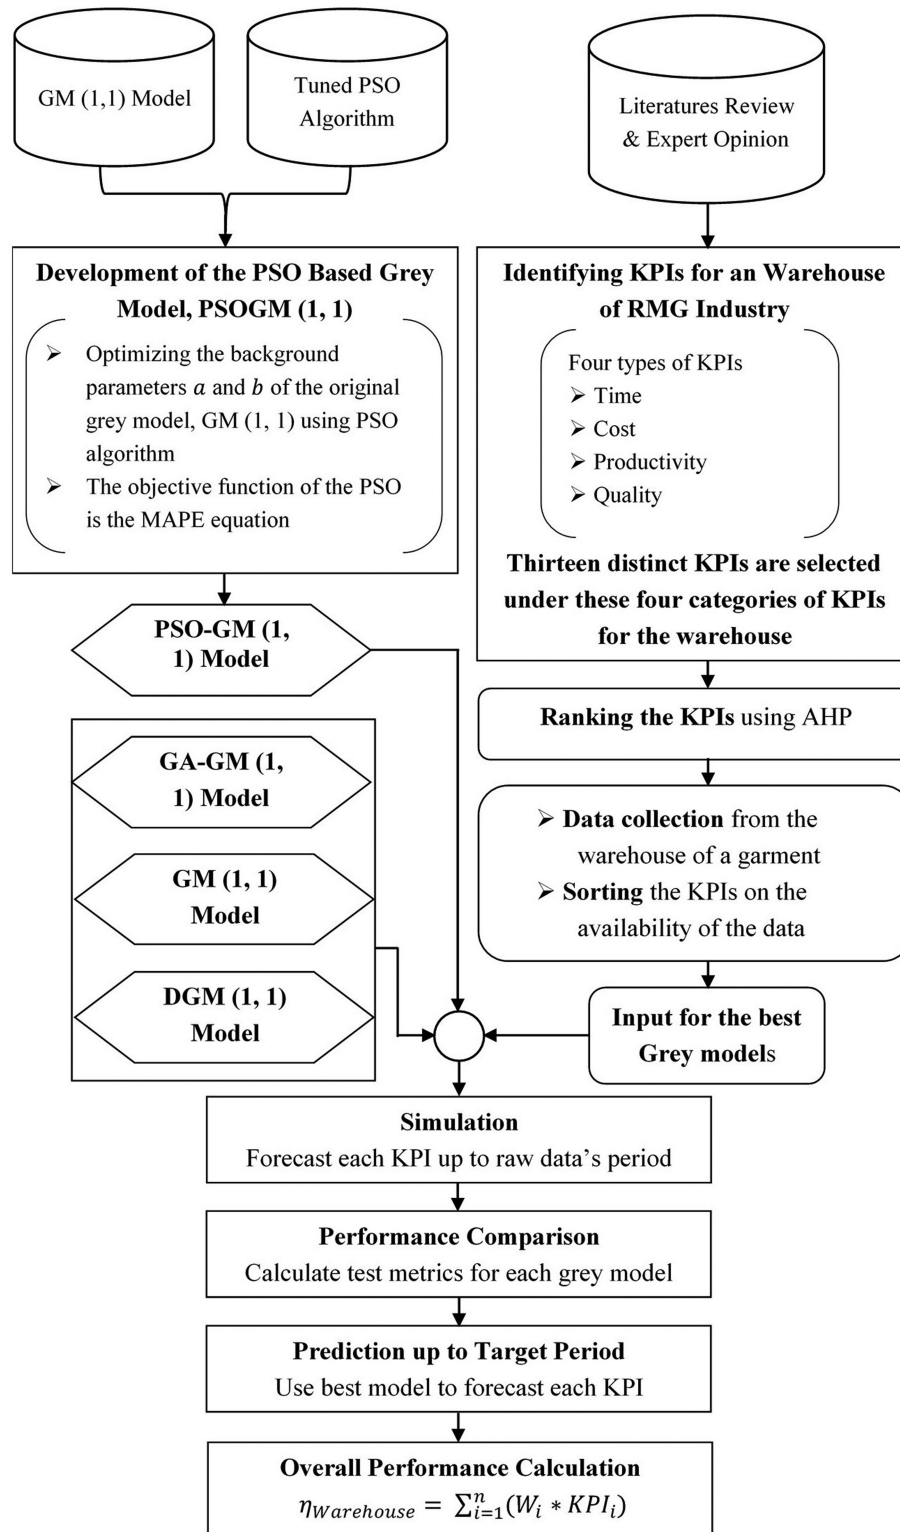 GM (1,1) Model
Tuned PSO
Algorithm
Literatures Review
& Expert Opinion
Development of the PSO Based Grey
Model, PSOGM (1, 1)
➢ Optimizing the background
parameters a and b of the original
grey model, GM (1, 1) using PSO
algorithm
➢ The objective function of the PSO
is the MAPE equation
Identifying KPIs for an Warehouse
of RMG Industry
Four types of KPIs
➢ Time
➢ Cost
➢ Productivity
➢ Quality
Thirteen distinct KPIs are selected
under these four categories of KPIs
for the warehouse
PSO-GM (1,
1) Model
Ranking the KPIs using AHP
GA-GM (1,
1) Model
GM (1, 1)
Model
DGM (1, 1)
Model
➢ Data collection from the
warehouse of a garment
➢ Sorting the KPIs on the
availability of the data
Input for the best
Grey models
Simulation
Forecast each KPI up to raw data's period
Performance Comparison
Calculate test metrics for each grey model
Prediction up to Target Period
Use best model to forecast each KPI
Overall Performance Calculation
η_Warehouse = ∑_{i=1}^{n}(W_i * KPI_i)